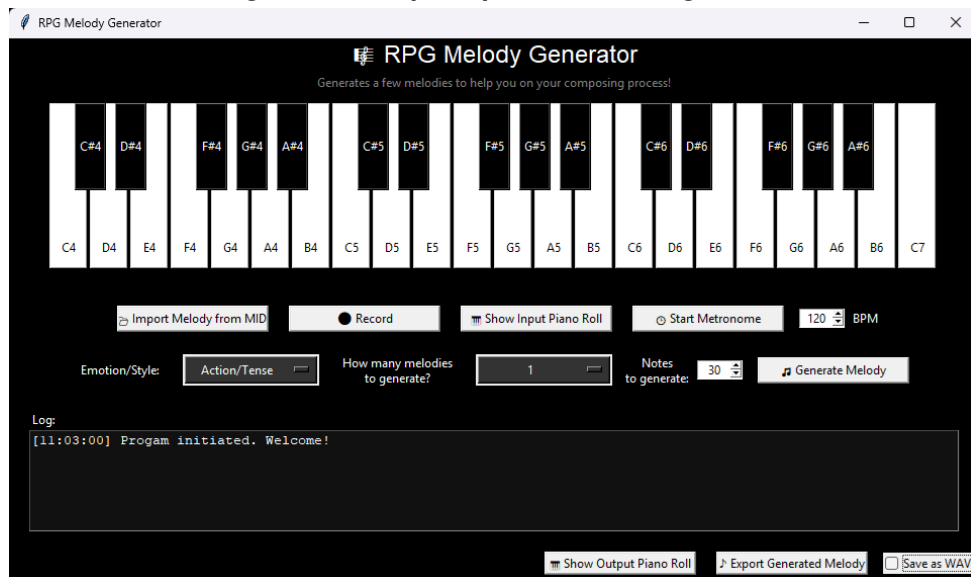 RPG Melody Generator
RPG Melody Generator
Generates a few melodies to help you on your composing process!
C#4 D#4 F#4 G#4 A#4 C#5 D#5 F#5 G#5 A#5 C#6 D#6 F#6 G#6 A#6
C4 D4 E4 F4 G4 A4 B4 C5 D5 E5 F5 G5 A5 B5 C6 D6 E6 F6 G6 A6 B6 C7
Import Melody from MID Record Show Input Piano Roll Start Metronome 120 BPM
Emotion/Style: Action/Tense How many melodies
to generate? 1 Notes
to generate: 30 Generate Melody
Log:
[11:03:00] Progam initiated. Welcome!
Show Output Piano Roll Export Generated Melody Save as WAV